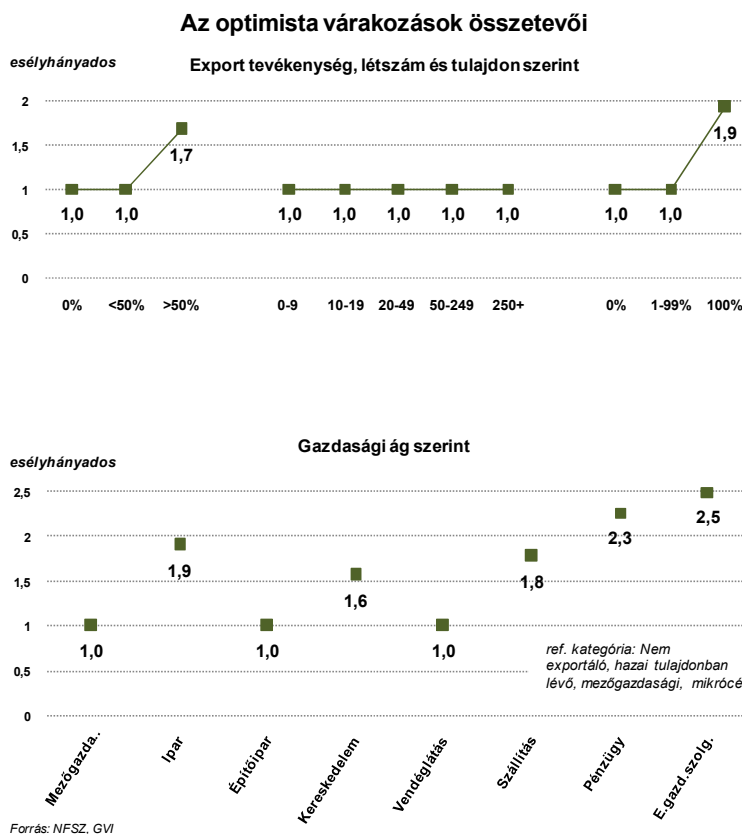 Az optimista várakozások összetevői
esélyhányados
Export tevékenység, létszám és tulajdon szerint
2
1,5
1
0,5
0
1,0 1,0 1,7
1,0 1,0 1,0 1,0 1,0
1,0 1,0 1,9
0% <50% >50% 0-9 10-19 20-49 50-249 250+ 0% 1-99% 100%
Gazdasági ág szerint
esélyhányados
2,5
2
1,5
1
0,5
0
1,0 1,9 1,0 1,6 1,0 1,8 2,3 2,5
ref. kategória: Nem
exportáló, hazai tulajdonban
lévő, mezőgazdasági, mikrócé
Mezőgazda..
Ipar
Építőipar
Kereskedelem
Vendéglátás
Szállítás
Pénzügy
E.gazd.szolg.
Forrás: NFSZ, GVI